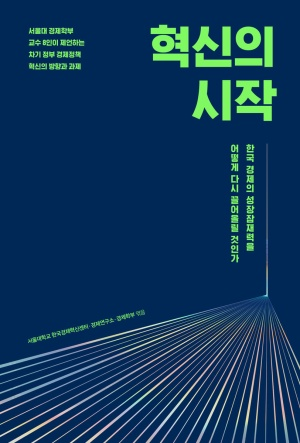 서울대 경제학부
교수 8인이 제언하는
차기 정부 경제정책
혁신의 방향과 과제
혁신의
시작
한국 경제의 성장잠재력을
어떻게 다시 끌어올릴 것인가
서울대학교 한국경제혁신센터·경제연구소·경제학부 엮음